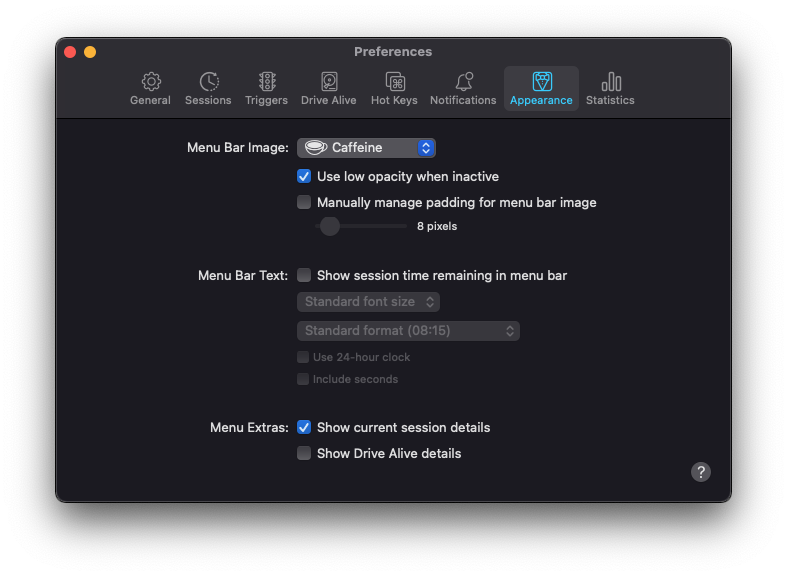 Preferences
General Sessions Triggers Drive Alive Hot Keys Notifications Appearance Statistics
Menu Bar Image: Caffeine
Use low opacity when inactive
Manually manage padding for menu bar image
8 pixels
Menu Bar Text: Show session time remaining in menu bar
Standard font size
Standard format (08:15)
Use 24-hour clock
Include seconds
Menu Extras: Show current session details
Show Drive Alive details
?